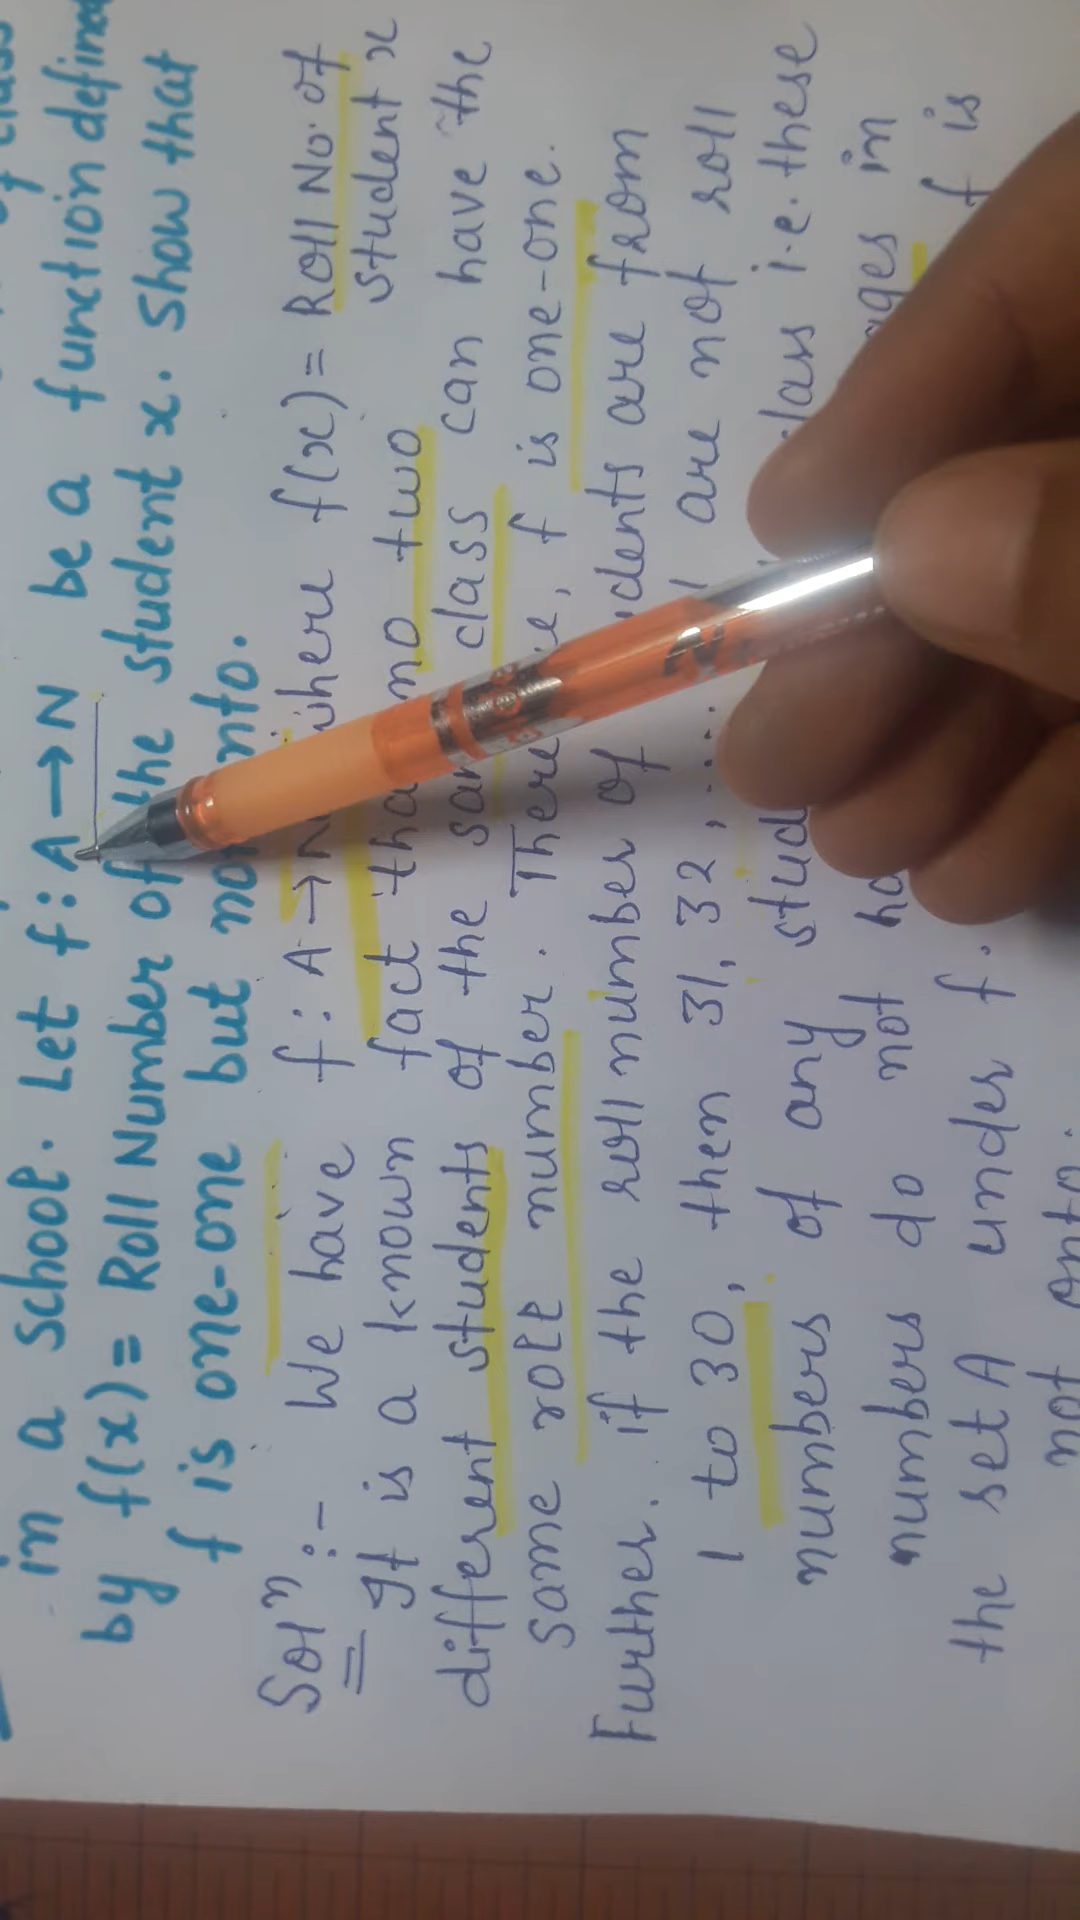 of class
in a school. Let f : A → N be a function defined
by f(x) = Roll Number of the student x. Show that
f is one-one but not onto.
Solⁿ :- We have f : A → N where f(x) = Roll No. of
student x
It is a known fact that no two
different students of the same class can have the
same roll number. Therefore, f is one-one.
Further. if the roll number of students are from
1 to 30, then 31, 32, ..... are not roll
numbers of any class i.e. these
numbers do not in
the set A under f. f is
not onto.